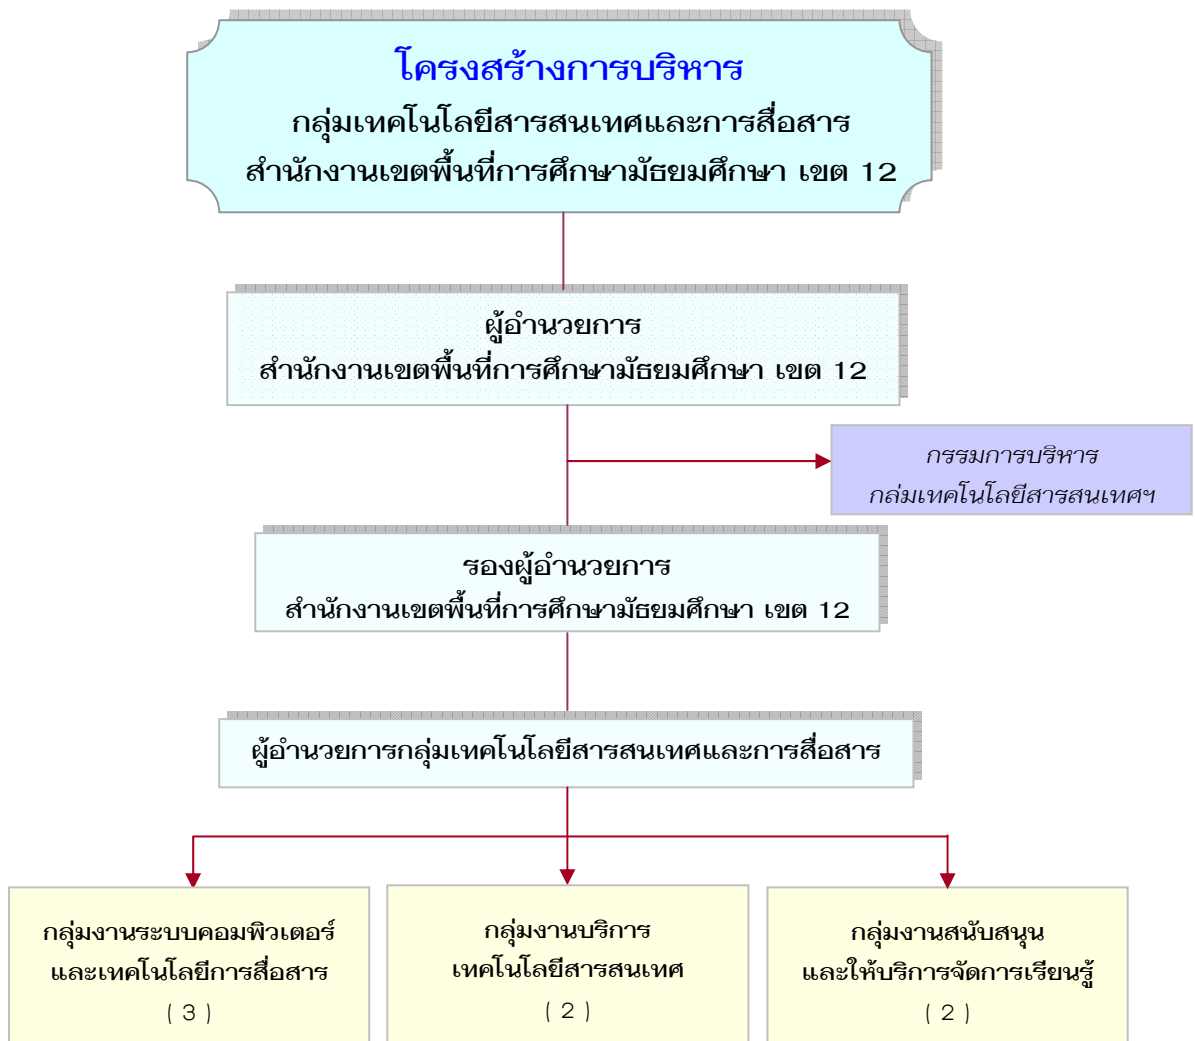 โครงสร้างการบริหาร
กลุ่มเทคโนโลยีสารสนเทศและการสื่อสาร
สำนักงานเขตพื้นที่การศึกษามัธยมศึกษา เขต 12
ผู้อำนวยการ
สำนักงานเขตพื้นที่การศึกษามัธยมศึกษา เขต 12
กรรมการบริหาร
กลุ่มเทคโนโลยีสารสนเทศฯ
รองผู้อำนวยการ
สำนักงานเขตพื้นที่การศึกษามัธยมศึกษา เขต 12
ผู้อำนวยการกลุ่มเทคโนโลยีสารสนเทศและการสื่อสาร
กลุ่มงานระบบคอมพิวเตอร์
และเทคโนโลยีการสื่อสาร
( 3 )
กลุ่มงานบริการ
เทคโนโลยีสารสนเทศ
( 2 )
กลุ่มงานสนับสนุน
และให้บริการจัดการเรียนรู้
( 2 )